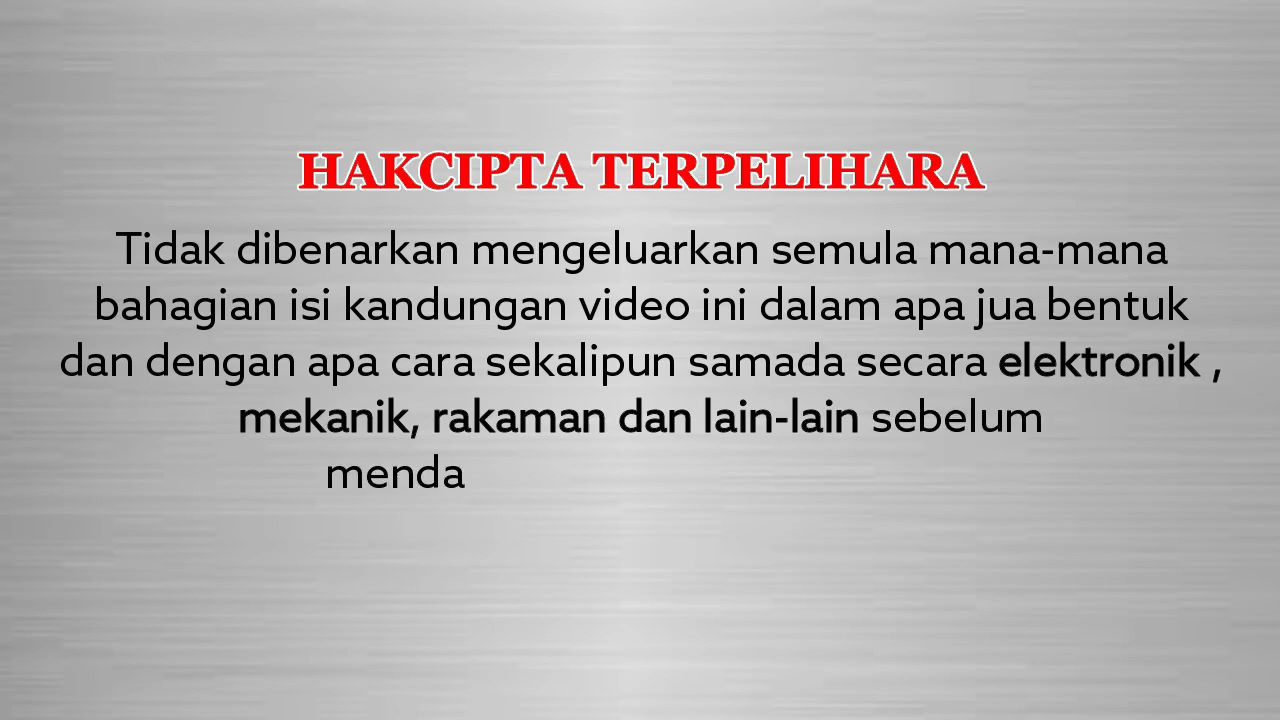 HAKCIPTA TERPELIHARA
Tidak dibenarkan mengeluarkan semula mana-mana
bahagian isi kandungan video ini dalam apa jua bentuk
dan dengan apa cara sekalipun samada secara elektronik ,
mekanik, rakaman dan lain-lain sebelum
menda